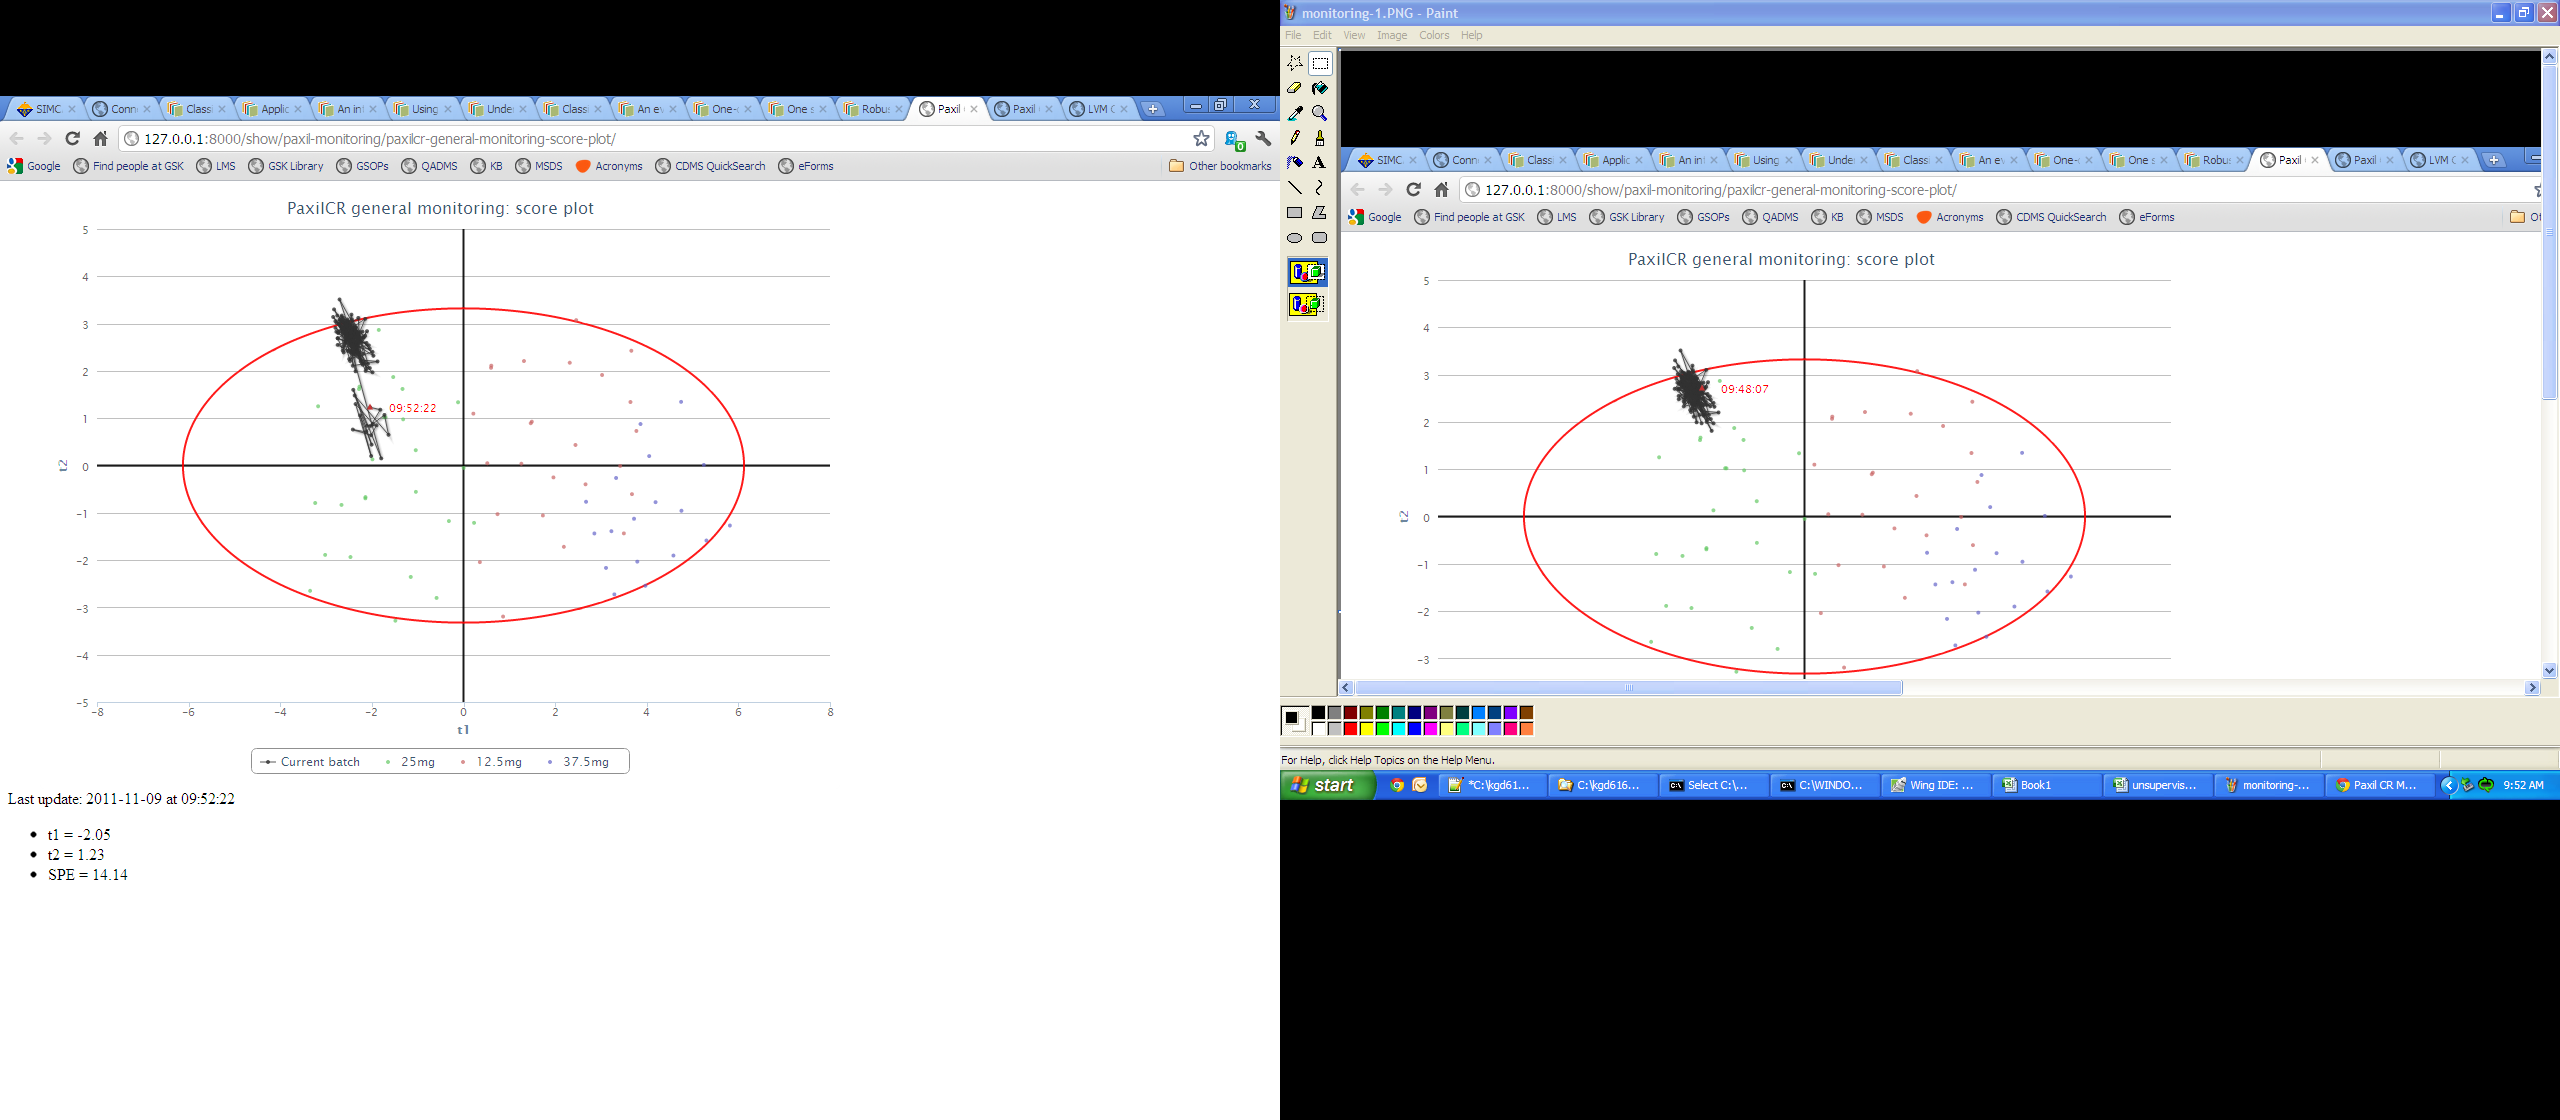 SIMC
Conn
Class
Applic
An in
Using
Unde
Class
An e
One-
One s
Robu
Paxil
Paxil
LVM C
127.0.0.1:8000/show/paxil-monitoring/paxilcr-general-monitoring-score-plot/
0
Google Find people at GSK LMS GSK Library GSOPs QADMS KB MSDS Acronyms CDMS QuickSearch eForms Other bookmarks
PaxilCR general monitoring: score plot
5
4
3
2
1
0
-1
-2
-3
-4
-5
t2
09:52:22
-8 -6 -4 -2 0 2 4 6 8
t1
Current batch 25mg 12.5mg 37.5mg
Last update: 2011-11-09 at 09:52:22
t1 = -2.05
t2 = 1.23
SPE = 14.14
monitoring-1.PNG - Paint
File Edit View Image Colors Help
SIMC
Conn
Class
Applic
An in
Using
Unde
Class
An e
One-
One s
Robu
Paxil
Paxil
LVM C
127.0.0.1:8000/show/paxil-monitoring/paxilcr-general-monitoring-score-plot/
Google Find people at GSK LMS GSK Library GSOPs QADMS KB MSDS Acronyms CDMS QuickSearch eForms Ot
PaxilCR general monitoring: score plot
5
4
3
2
1
0
-1
-2
-3
t2
09:48:07
For Help, click Help Topics on the Help Menu.
start *C:\kgd61... C:\kgd616... Select C:\... C:\WINDO... Wing IDE: ... Book1 unsupervis... monitoring-... Paxil CR M... 9:52 AM